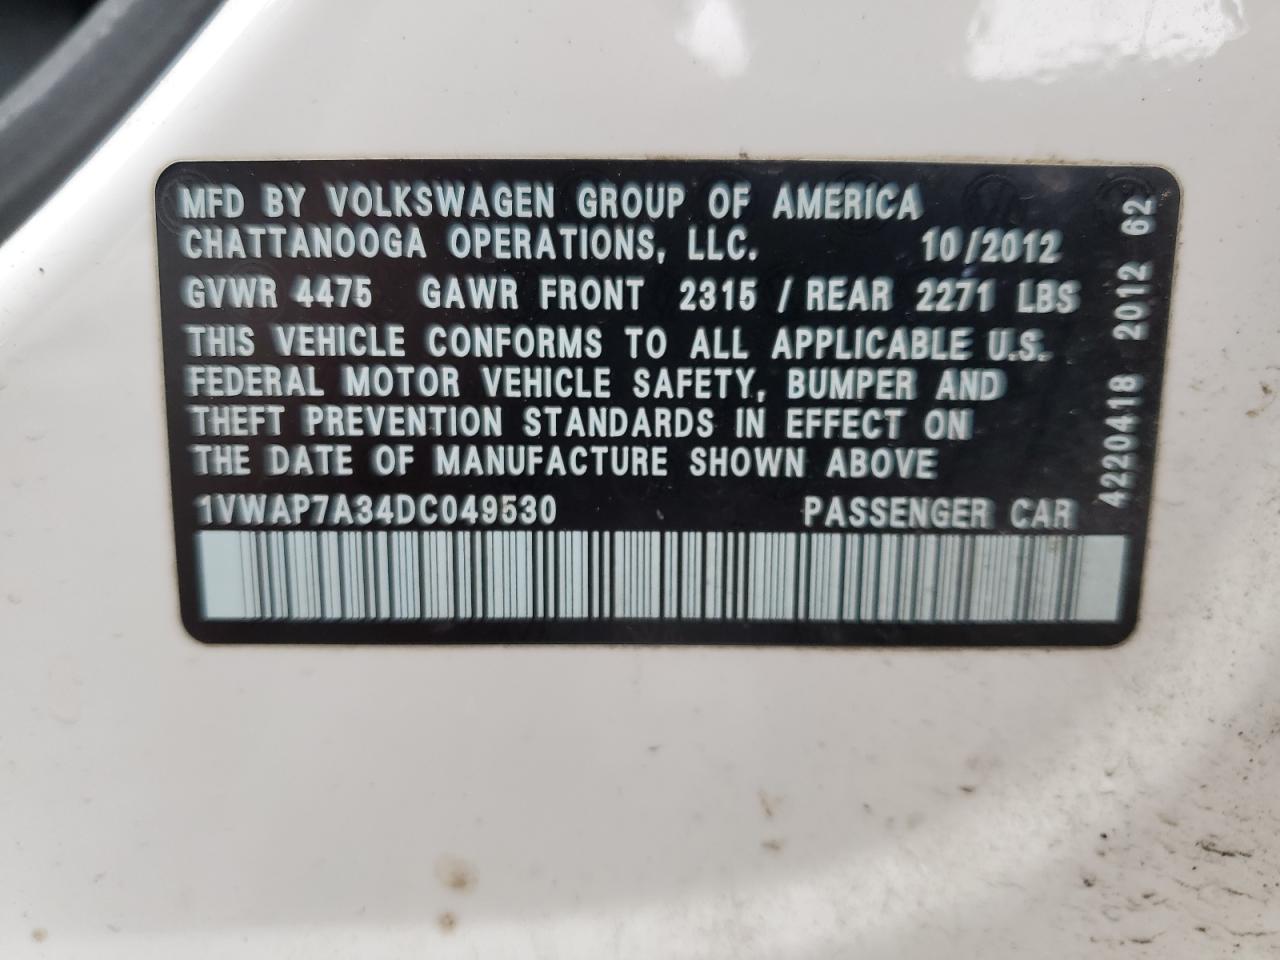 MFD BY VOLKSWAGEN GROUP OF AMERICA
CHATTANOOGA OPERATIONS, LLC. 10/2012
GVWR 4475 GAWR FRONT 2315 / REAR 2271 LBS
THIS VEHICLE CONFORMS TO ALL APPLICABLE U.S.
FEDERAL MOTOR VEHICLE SAFETY, BUMPER AND
THEFT PREVENTION STANDARDS IN EFFECT ON
THE DATE OF MANUFACTURE SHOWN ABOVE
1VWAP7A34DC049530 PASSENGER CAR
4220418 2012 62